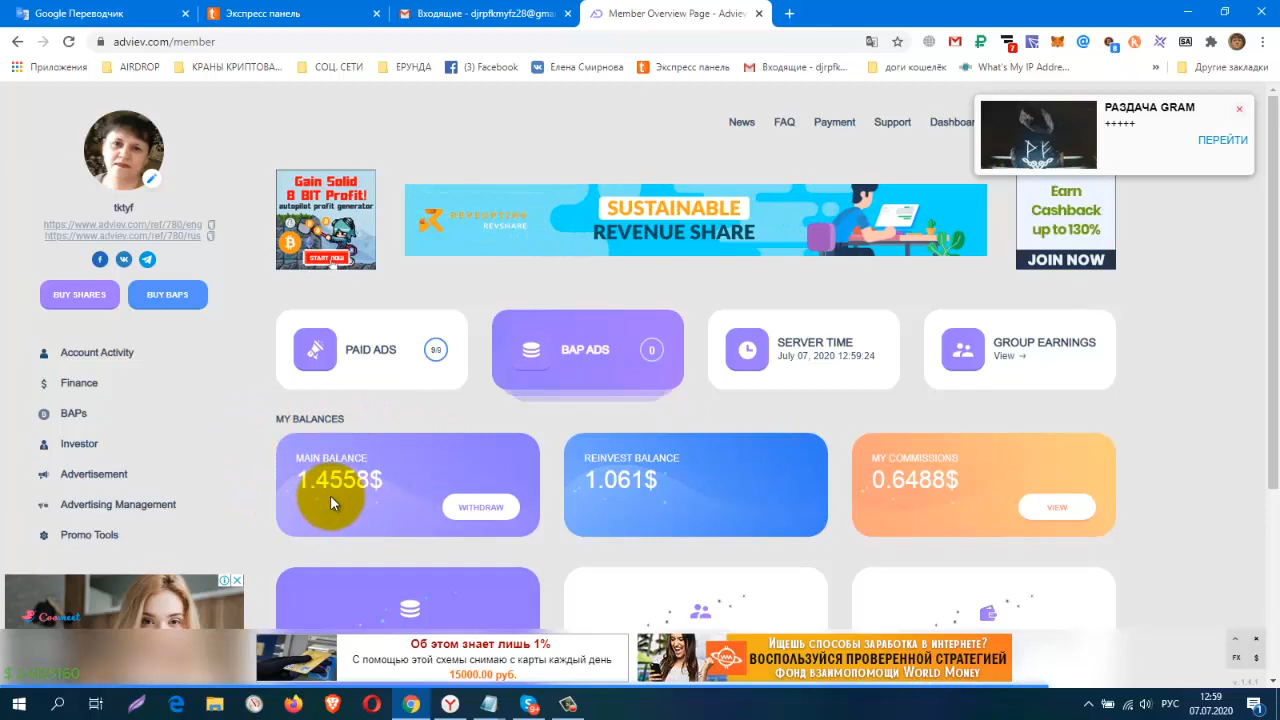 Google Переводчик
Экспресс панель
Входящие - djrpfkmyfz28@gma
Member Overview Page - Adviev
adviev.com/member
Приложения
AIRDROP
КРАНЫ КРИПТОВА...
СОЦ. СЕТИ
ЕРУНДА
(3) Facebook
Елена Смирнова
Экспресс панель
Входящие - djrpfk...
доги кошелёк
What's My IP Addre...
»
Другие закладки
News
FAQ
Payment
Support
Dashboar
РАЗДАЧА GRAM
+++++
ПЕРЕЙТИ
tktyf
https://www.adviev.com/ref/780/eng
https://www.adviev.com/ref/780/rus
BUY SHARES
BUY BAPS
Gain Solid
8 BIT Profit!
autopilot profit generator
START NOW
REVSHARE
SUSTAINABLE
REVENUE SHARE
Earn
Cashback
up to 130%
JOIN NOW
PAID ADS
9/9
BAP ADS
0
SERVER TIME
July 07, 2020 12:59:24
GROUP EARNINGS
View →
Account Activity
Finance
BAPs
Investor
Advertisement
Advertising Management
Promo Tools
MY BALANCES
MAIN BALANCE
1.4558$
WITHDRAW
REINVEST BALANCE
1.061$
MY COMMISSIONS
0.6488$
VIEW
Coomeet
Об этом знает лишь 1%
С помощью этой схемы снимаю с карты каждый день
15000.00 руб.
Ищешь способы заработка в интернете?
ВОСПОЛЬЗУЙСЯ ПРОВЕРЕННОЙ СТРАТЕГИЕЙ
Фонд взаимопомощи World Money
FX
$
РУС
12:59
07.07.2020